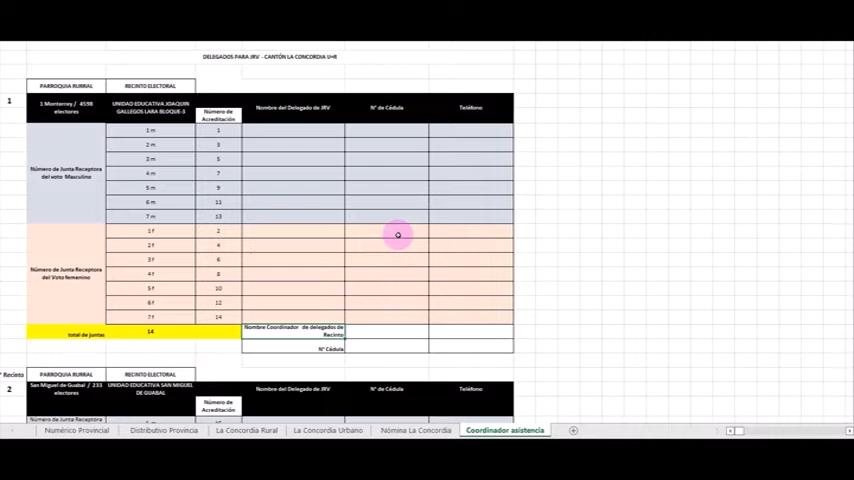 DELEGADOS PARA JRV - CANTÓN LA CONCORDIA U+R
PARROQUIA RURRAL RECINTO ELECTORAL
1 1 Monterrey / 4598 electores UNIDAD EDUCATIVA JOAQUIN GALLEGOS LARA BLOQUE-3 Número de Acreditación Nombre del Delegado de JRV N° de Cédula Teléfono
Número de Junta Receptora del voto Masculino
1 m 1
2 m 3
3 m 5
4 m 7
5 m 9
6 m 11
7 m 13
Número de Junta Receptora del Voto femenino
1 f 2
2 f 4
3 f 6
4 f 8
5 f 10
6 f 12
7 f 14
total de juntas 14 Nombre Coordinador de delegados de Recinto
N° Cédula
° Recinto PARROQUIA RURRAL RECINTO ELECTORAL
2 San Miguel de Guabal / 233 electores UNIDAD EDUCATIVA SAN MIGUEL DE GUABAL Número de Acreditación Nombre del Delegado de JRV N° de Cédula Teléfono
Número de Junta Receptora
Numérico Provincial Distributivo Provincia La Concordia Rural La Concordia Urbano Nómina La Concordia Coordinador asistencia